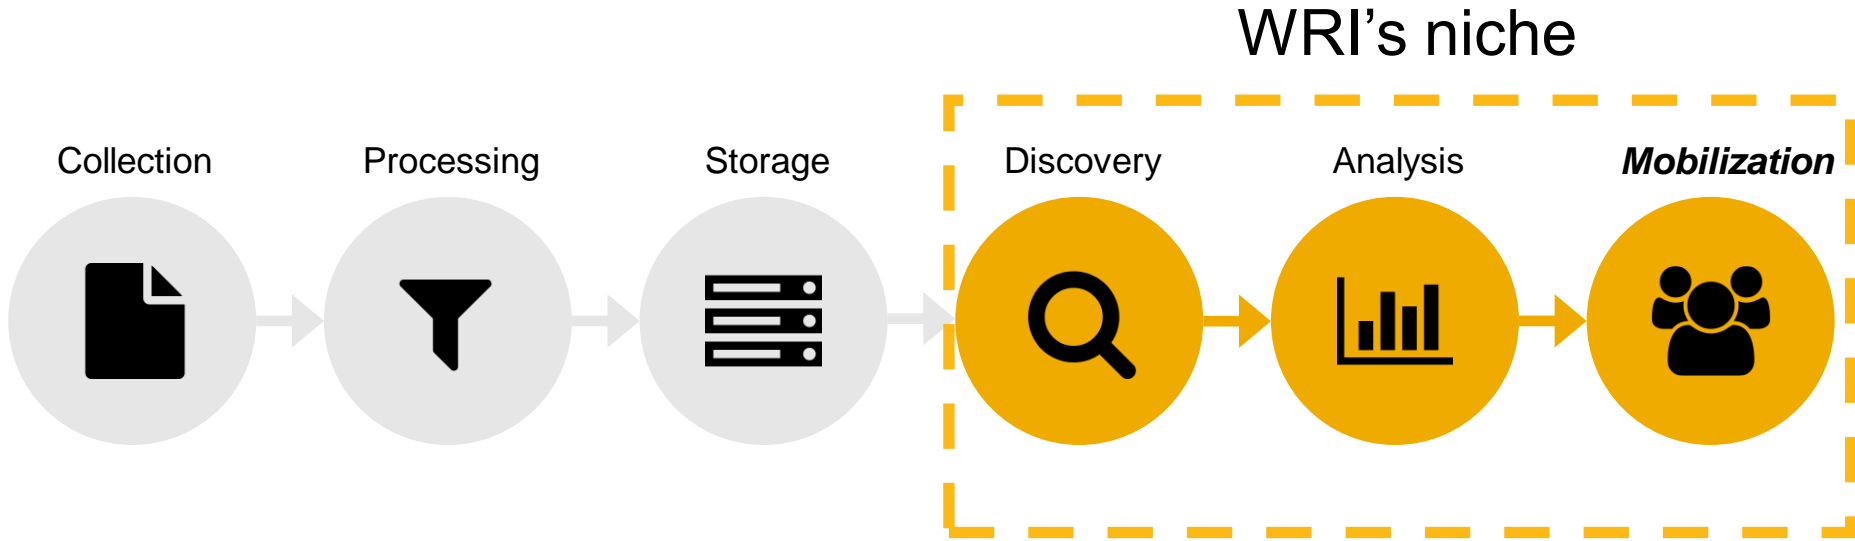 WRI’s niche
Collection
Processing
Storage
Discovery
Analysis
Mobilization